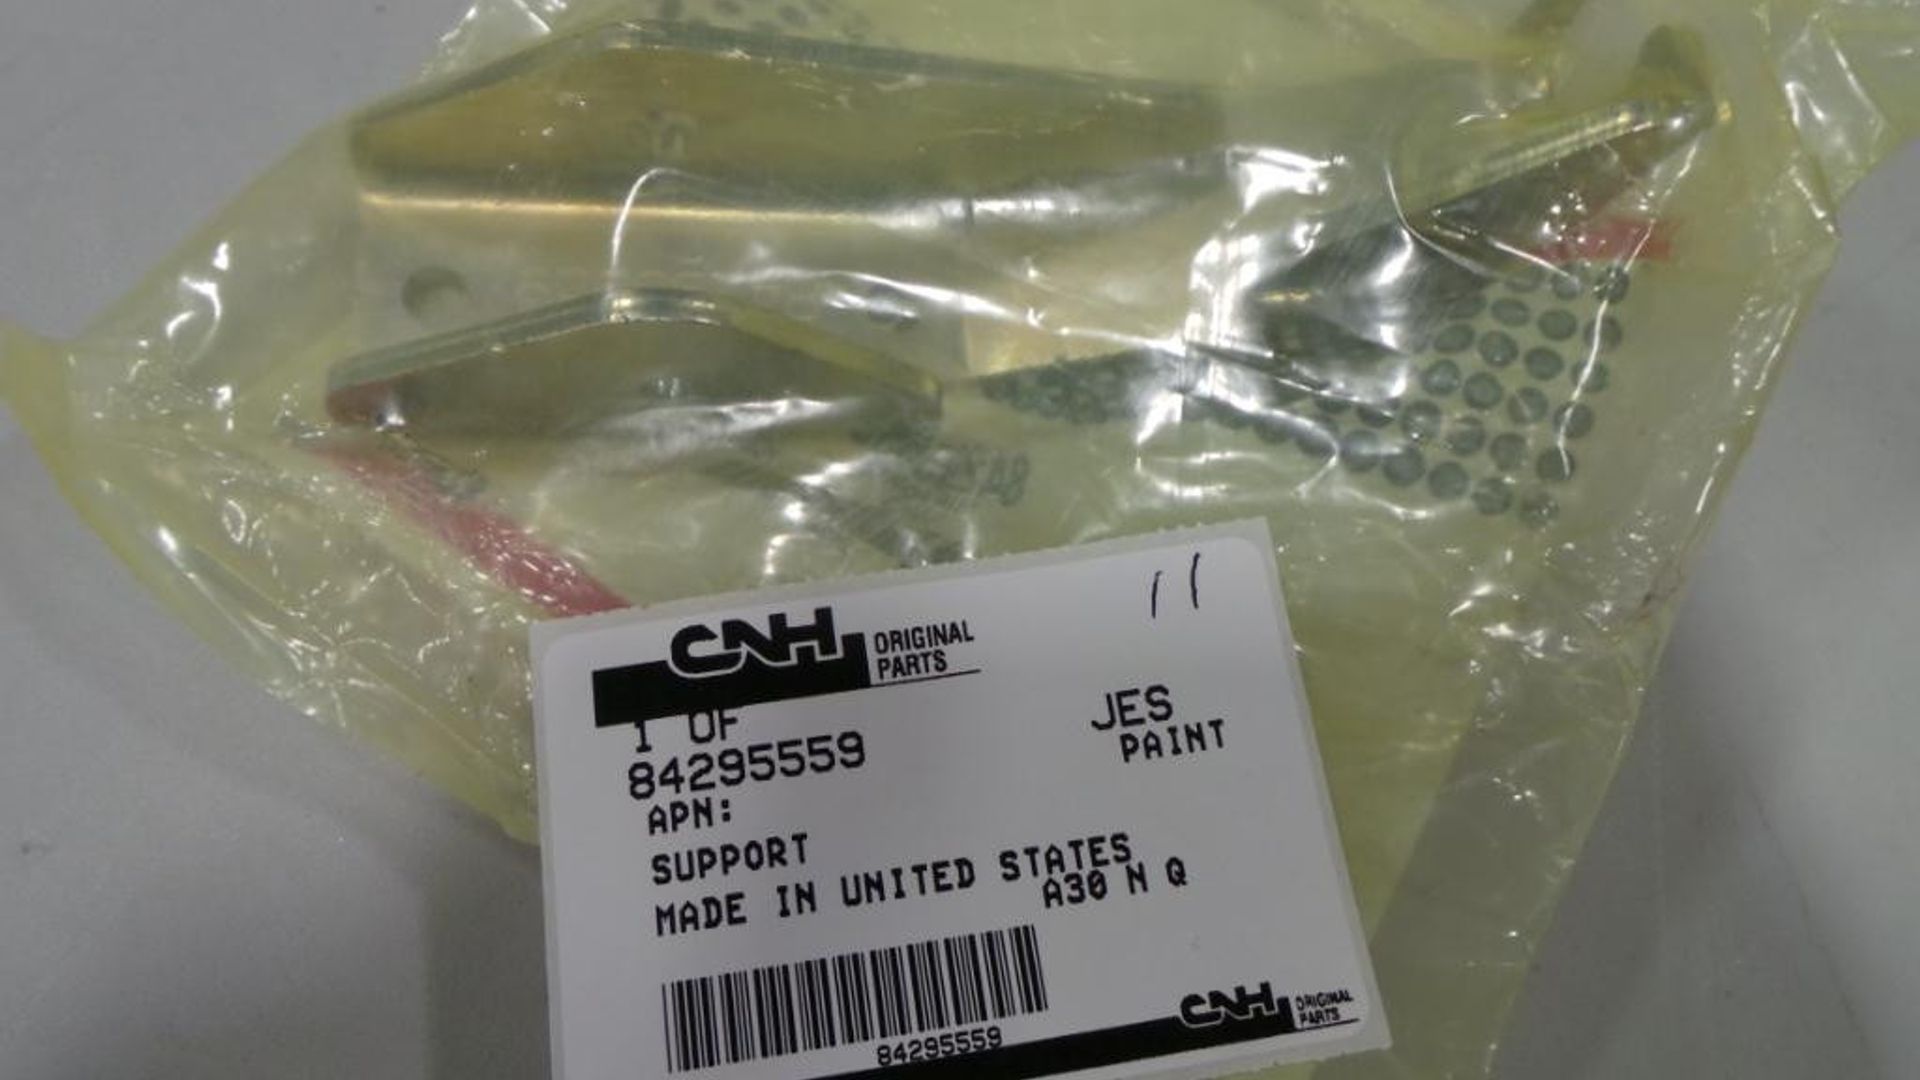 11
CNH ORIGINAL PARTS
1 OF
JES
84295559
PAINT
APN:
SUPPORT
MADE IN UNITED STATES
A30 N Q
84295559
CNH ORIGINAL PARTS